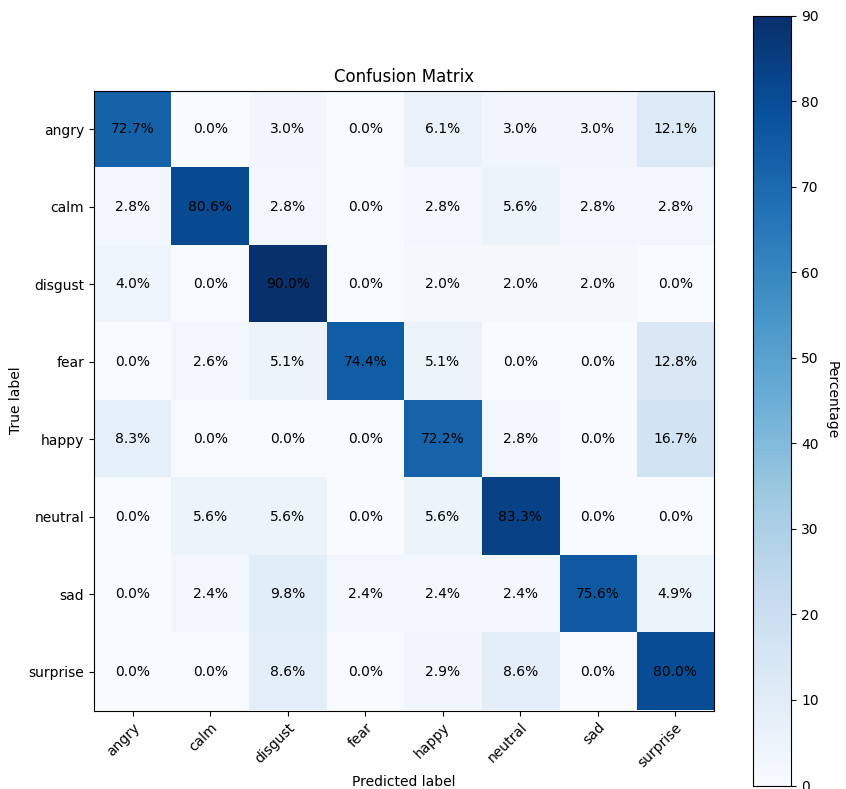 Confusion Matrix
angry 72.7% 0.0% 3.0% 0.0% 6.1% 3.0% 3.0% 12.1%
calm 2.8% 80.6% 2.8% 0.0% 2.8% 5.6% 2.8% 2.8%
disgust 4.0% 0.0% 90.0% 0.0% 2.0% 2.0% 2.0% 0.0%
fear 0.0% 2.6% 5.1% 74.4% 5.1% 0.0% 0.0% 12.8%
happy 8.3% 0.0% 0.0% 0.0% 72.2% 2.8% 0.0% 16.7%
neutral 0.0% 5.6% 5.6% 0.0% 5.6% 83.3% 0.0% 0.0%
sad 0.0% 2.4% 9.8% 2.4% 2.4% 2.4% 75.6% 4.9%
surprise 0.0% 0.0% 8.6% 0.0% 2.9% 8.6% 0.0% 80.0%
angry calm disgust fear happy neutral sad surprise
Predicted label
True label
90
80
70
60
50
40
30
20
10
0
Percentage